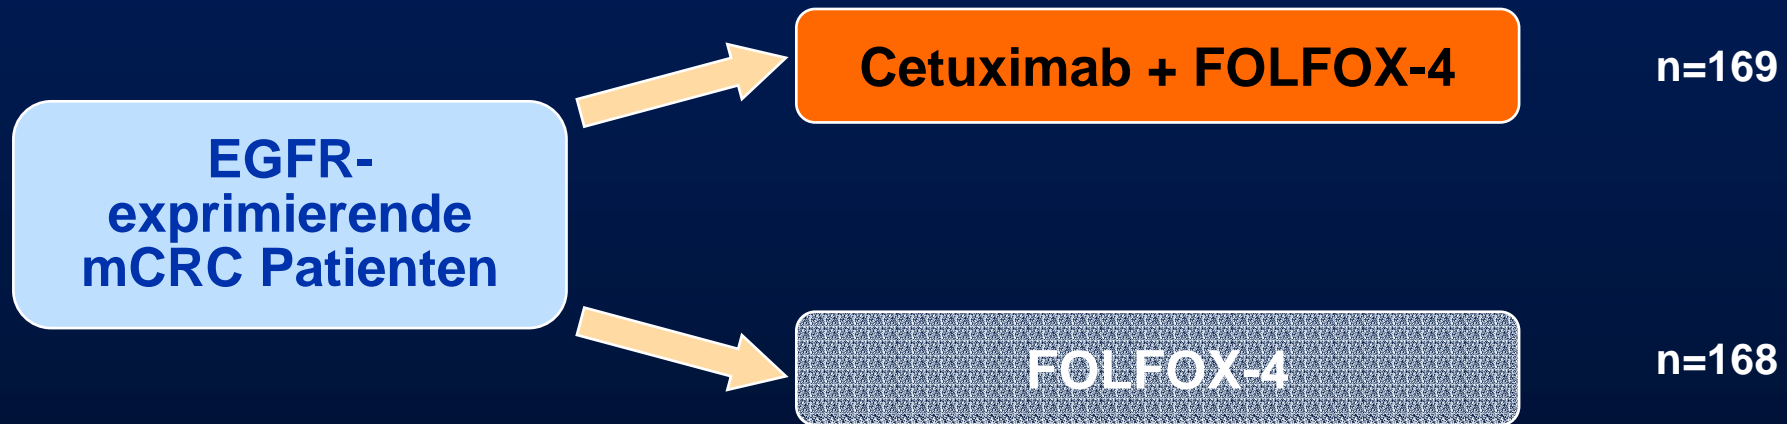 Cetuximab + FOLFOX-4
n=169
EGFR-
exprimierende
mCRC Patienten
FOLFOX-4
n=168